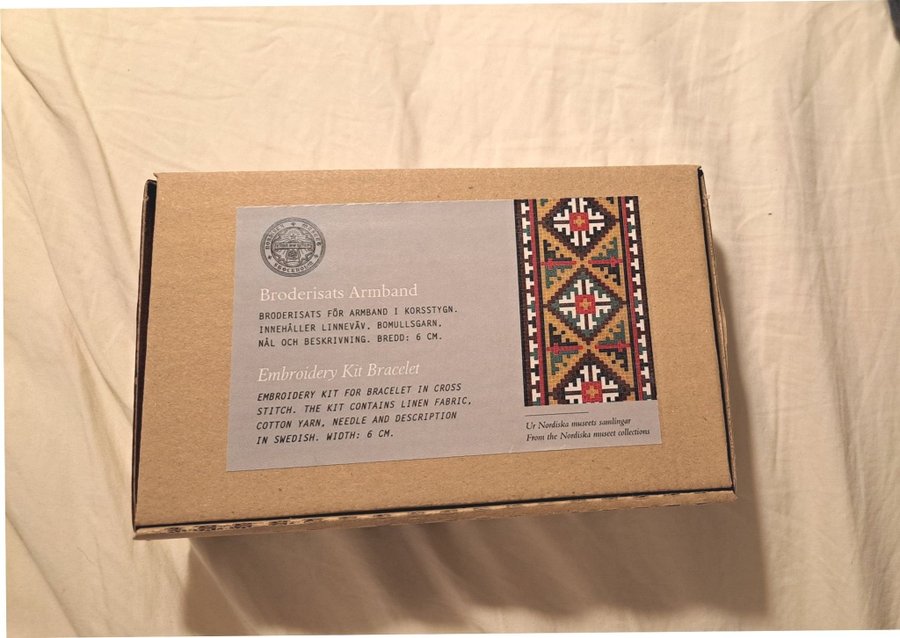 Broderisats Armband
BRODERISATS FÖR ARMBAND I KORSSTYGN.
INNEHÅLLER LINNEVÄV, BOMULLSGARN,
NÅL OCH BESKRIVNING. BREDD: 6 CM.
Embroidery Kit Bracelet
EMBROIDERY KIT FOR BRACELET IN CROSS
STITCH. THE KIT CONTAINS LINEN FABRIC,
COTTON YARN, NEEDLE AND DESCRIPTION
IN SWEDISH. WIDTH: 6 CM.
Ur Nordiska museets samlingar
From the Nordiska museet collections